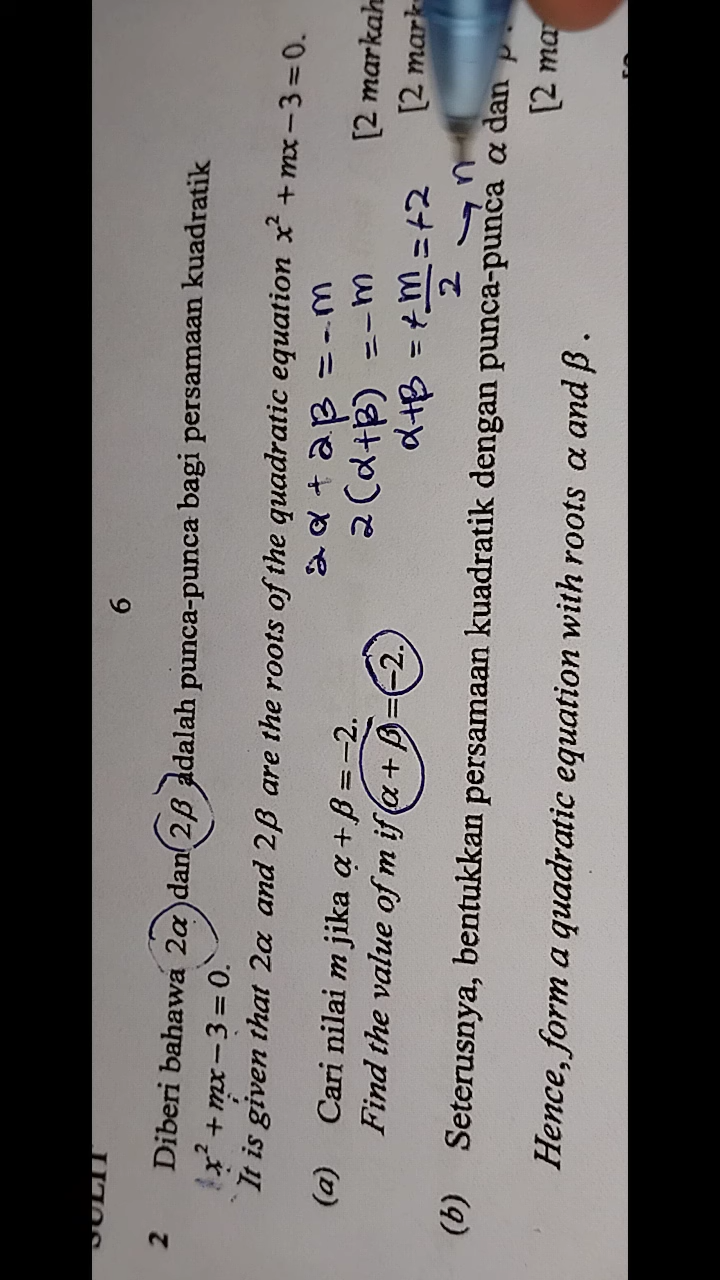 SULIT
6
2 Diberi bahawa 2α dan 2β adalah punca-punca bagi persamaan kuadratik
x² + mx − 3 = 0.
It is given that 2α and 2β are the roots of the quadratic equation x² + mx − 3 = 0.
2α + 2β = −m
(a) Cari nilai m jika α + β = −2. [2 markah
2(α+β) = −m
Find the value of m if α + β = −2. [2 mark
α+β = +m/2 = +2
→ n
(b) Seterusnya, bentukkan persamaan kuadratik dengan punca-punca α dan β.
[2 mar
Hence, form a quadratic equation with roots α and β.